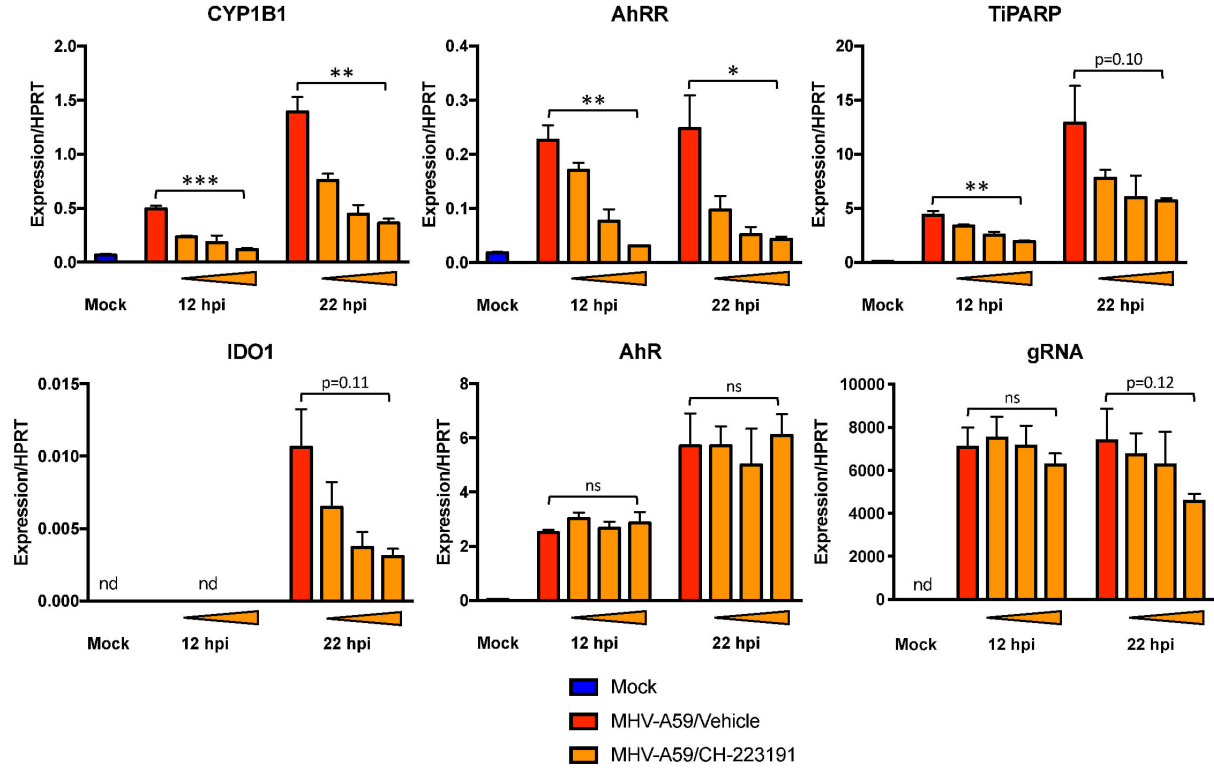 CYP1B1
Expression/HPRT
2.0
1.5
1.0
0.5
0.0
***
**
Mock
12 hpi
22 hpi
AhRR
Expression/HPRT
0.4
0.3
0.2
0.1
0.0
**
*
Mock
12 hpi
22 hpi
TiPARP
Expression/HPRT
20
15
10
5
0
**
p=0.10
Mock
12 hpi
22 hpi
IDO1
Expression/HPRT
0.015
0.010
0.005
0.000
nd
nd
p=0.11
Mock
12 hpi
22 hpi
AhR
Expression/HPRT
8
6
4
2
0
ns
ns
Mock
12 hpi
22 hpi
gRNA
Expression/HPRT
10000
8000
6000
4000
2000
0
nd
ns
p=0.12
Mock
12 hpi
22 hpi
Mock
MHV-A59/Vehicle
MHV-A59/CH-223191